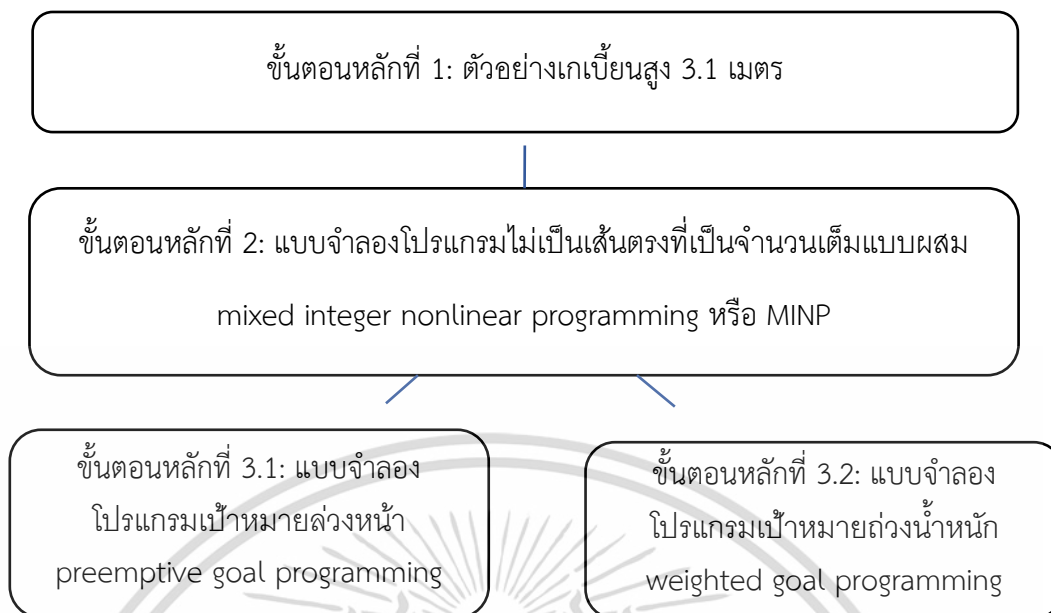 ขั้นตอนหลักที่ 1: ตัวอย่างเกเบี้ยนสูง 3.1 เมตร
ขั้นตอนหลักที่ 2: แบบจำลองโปรแกรมไม่เป็นเส้นตรงที่เป็นจำนวนเต็มแบบผสม
mixed integer nonlinear programming หรือ MINP
ขั้นตอนหลักที่ 3.1: แบบจำลอง
โปรแกรมเป้าหมายล่วงหน้า
preemptive goal programming
ขั้นตอนหลักที่ 3.2: แบบจำลอง
โปรแกรมเป้าหมายถ่วงน้ำหนัก
weighted goal programming